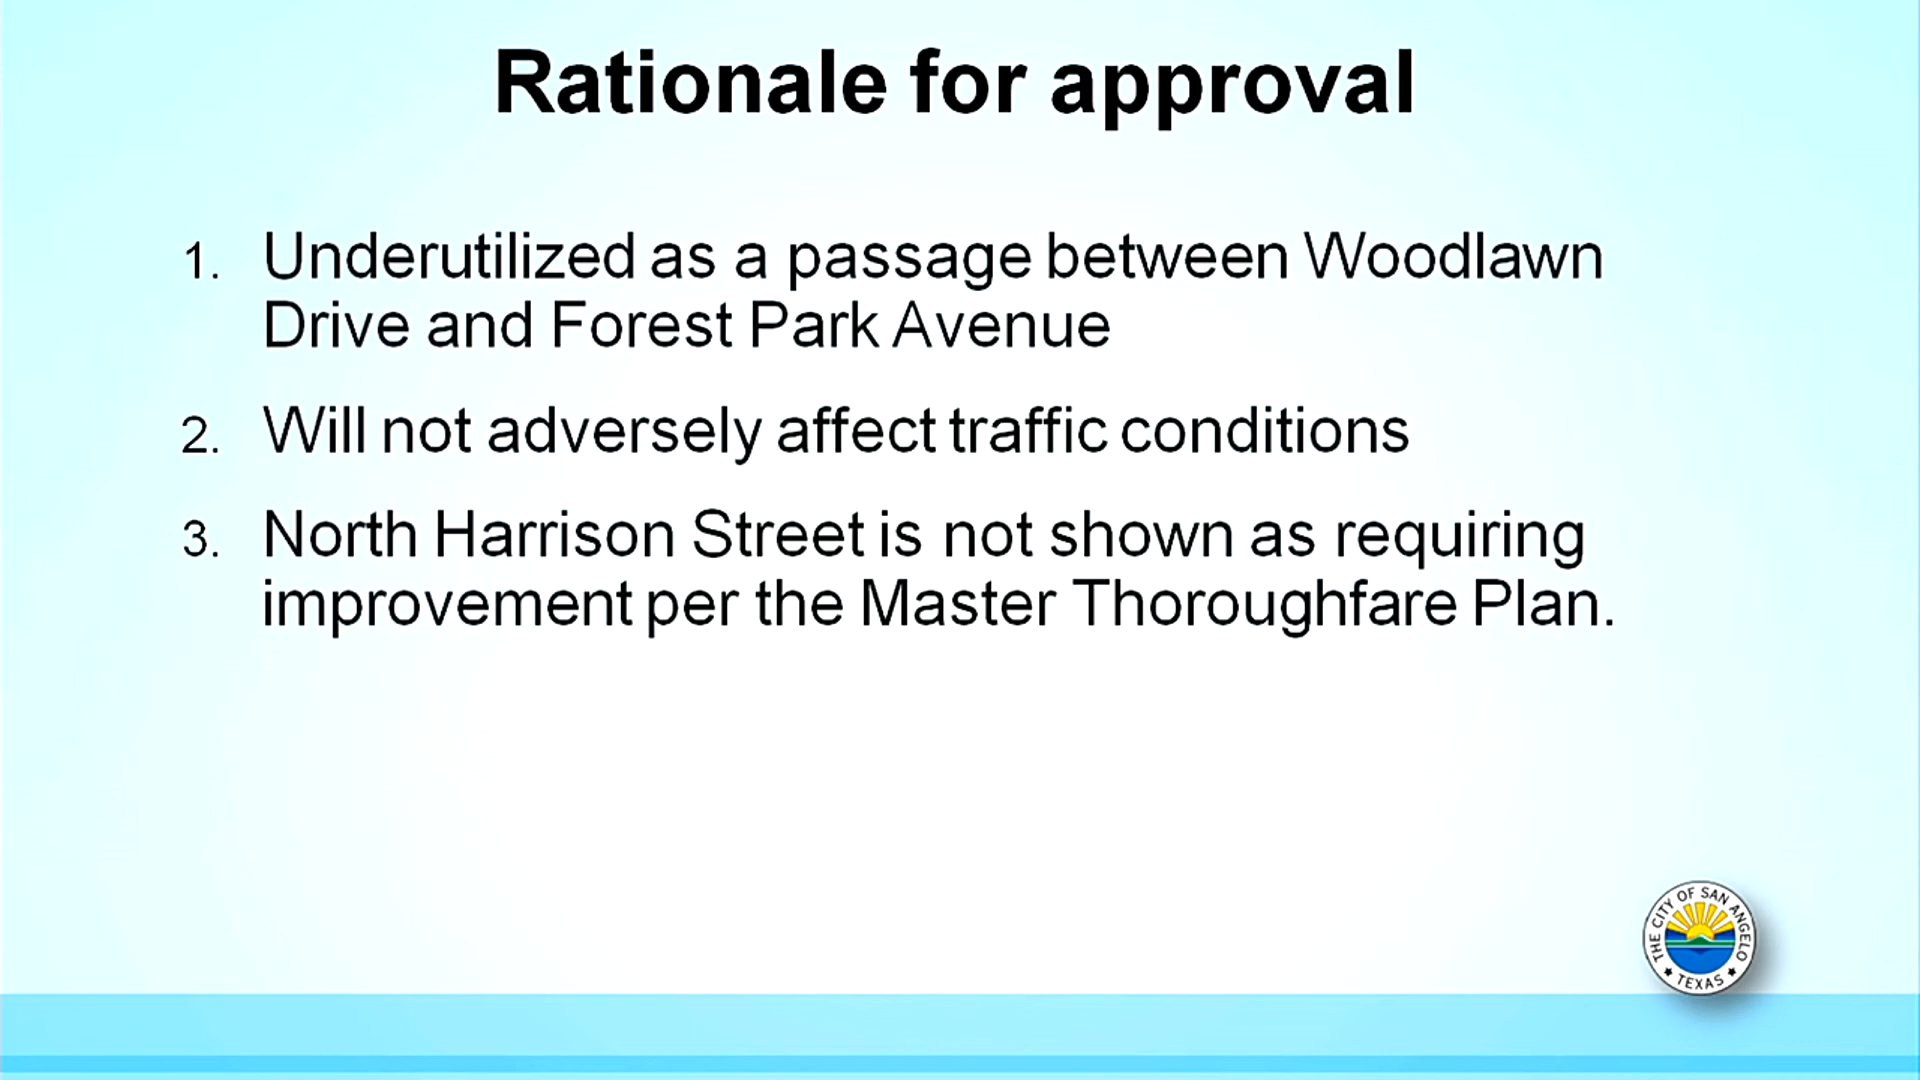 Rationale for approval
1. Underutilized as a passage between Woodlawn
Drive and Forest Park Avenue
2. Will not adversely affect traffic conditions
3. North Harrison Street is not shown as requiring
improvement per the Master Thoroughfare Plan.
THE CITY OF SAN ANGELO
★ TEXAS ★